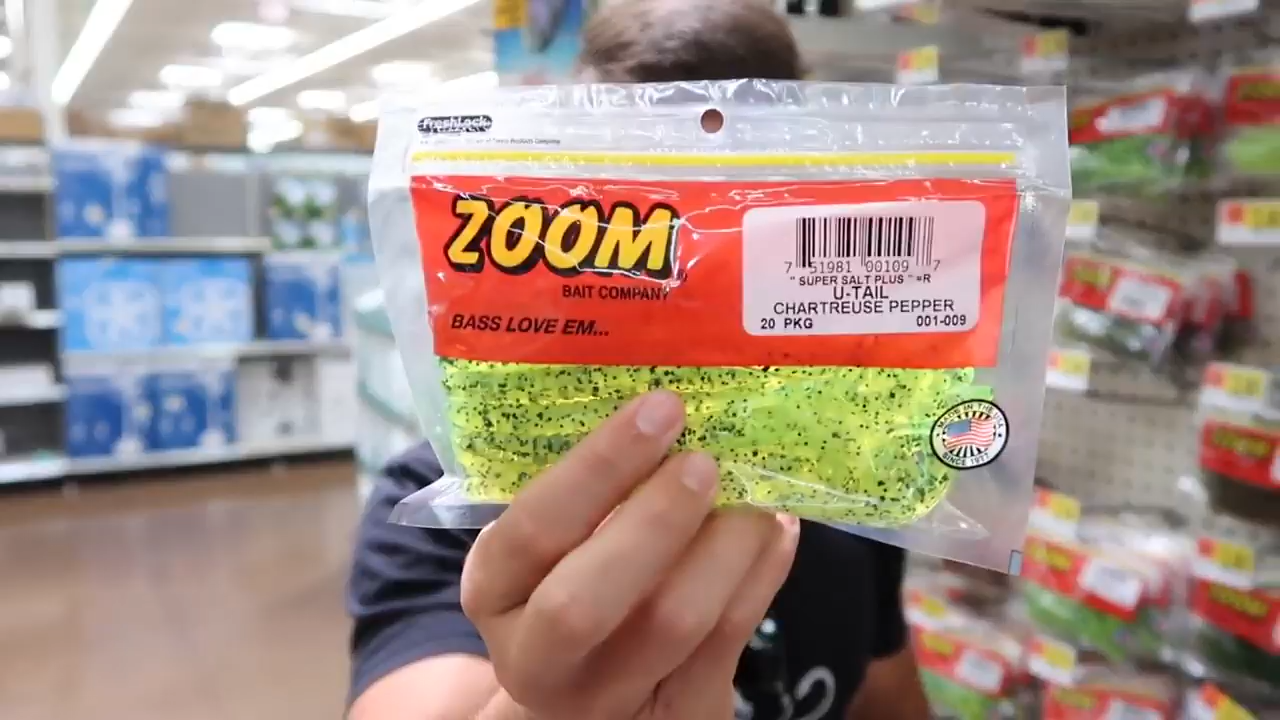 FreshLock
ZOOM
BAIT COMPANY
BASS LOVE EM...
7 51981 00109 7
"SUPER SALT PLUS" =R
U-TAIL
CHARTREUSE PEPPER
20 PKG 001-009
MADE IN THE USA
SINCE 1977